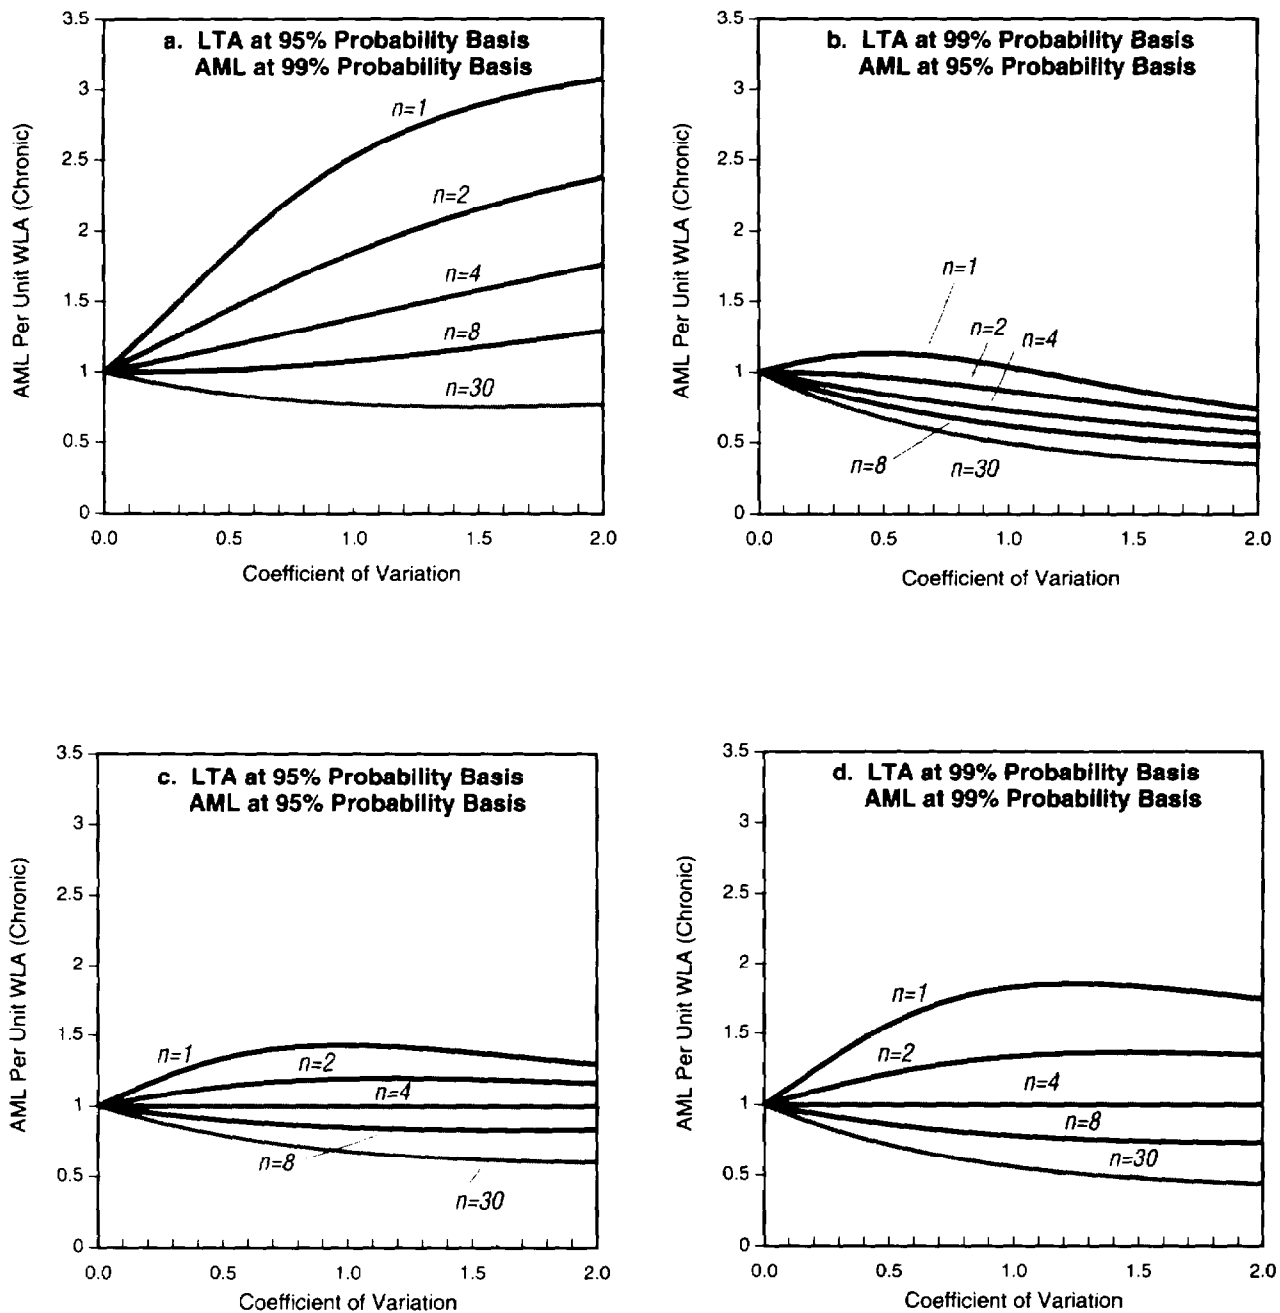 a. LTA at 95% Probability Basis
AML at 99% Probability Basis
3.5
3
2.5
2
1.5
1
0.5
0
AML Per Unit WLA (Chronic)
n=1
n=2
n=4
n=8
n=30
0.0 0.5 1.0 1.5 2.0
Coefficient of Variation
b. LTA at 99% Probability Basis
AML at 95% Probability Basis
3.5
3
2.5
2
1.5
1
0.5
0
AML Per Unit WLA (Chronic)
n=1
n=2
n=4
n=8
n=30
0.0 0.5 1.0 1.5 2.0
Coefficient of Variation
c. LTA at 95% Probability Basis
AML at 95% Probability Basis
3.5
3
2.5
2
1.5
1
0.5
0
AML Per Unit WLA (Chronic)
n=1
n=2
n=4
n=8
n=30
0.0 0.5 1.0 1.5 2.0
Coefficient of Variation
d. LTA at 99% Probability Basis
AML at 99% Probability Basis
3.5
3
2.5
2
1.5
1
0.5
0
AML Per Unit WLA (Chronic)
n=1
n=2
n=4
n=8
n=30
0.0 0.5 1.0 1.5 2.0
Coefficient of Variation